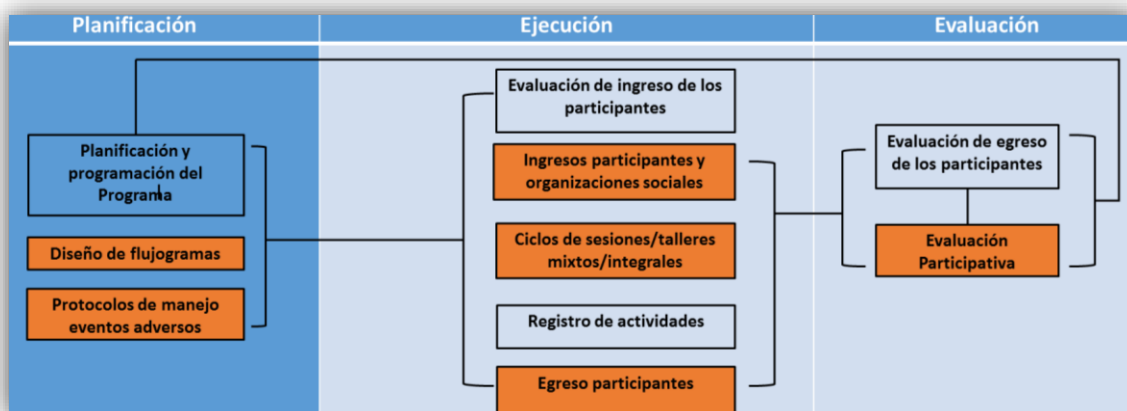 Planificación
Ejecución
Evaluación
Planificación y
programación del
Programa
Diseño de flujogramas
Protocolos de manejo
eventos adversos
Evaluación de ingreso de los
participantes
Ingresos participantes y
organizaciones sociales
Ciclos de sesiones/talleres
mixtos/integrales
Registro de actividades
Egreso participantes
Evaluación de egreso
de los participantes
Evaluación
Participativa